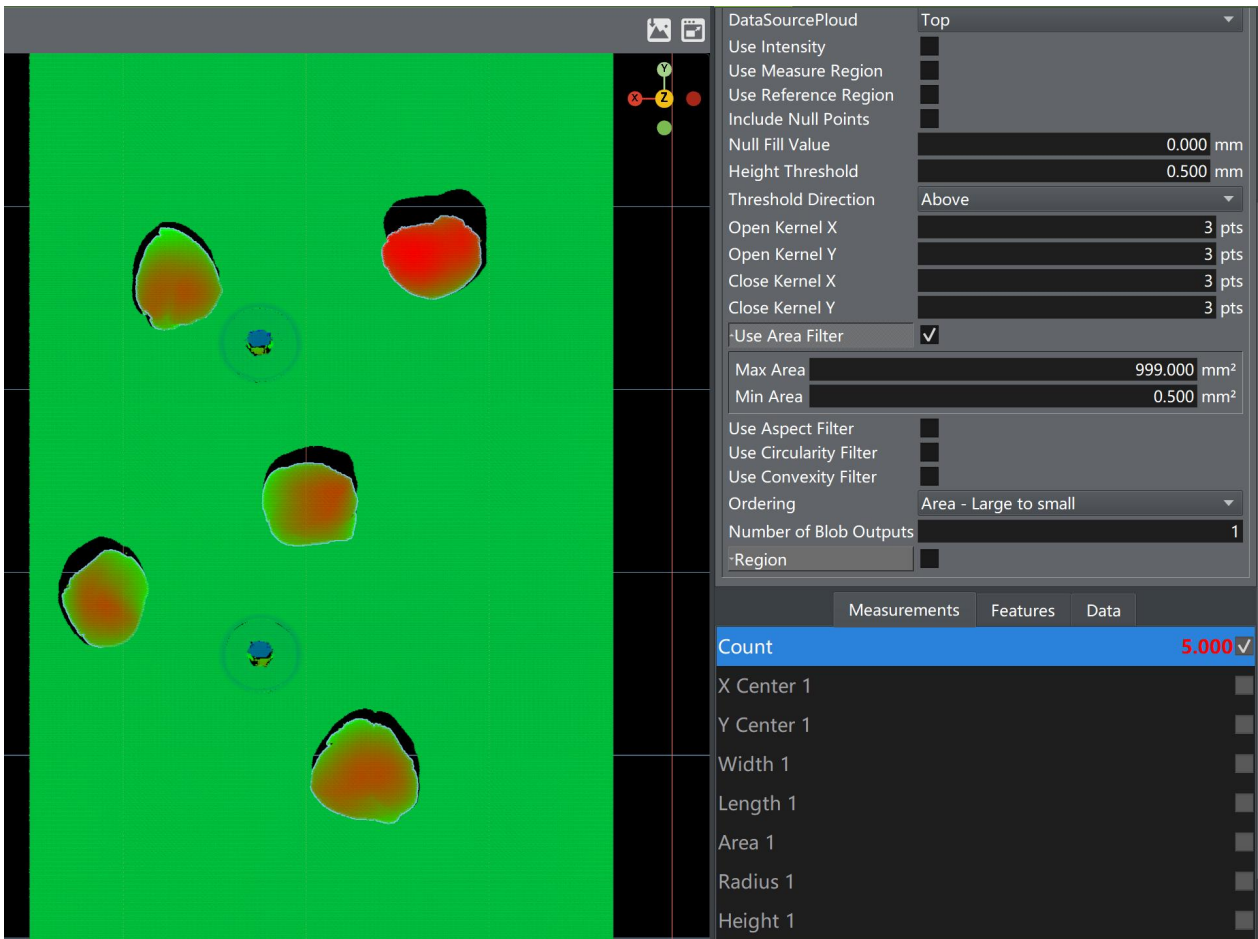 DataSourcePloud Top
Use Intensity
Use Measure Region
Use Reference Region
Include Null Points
Null Fill Value 0.000 mm
Height Threshold 0.500 mm
Threshold Direction Above
Open Kernel X 3 pts
Open Kernel Y 3 pts
Close Kernel X 3 pts
Close Kernel Y 3 pts
Use Area Filter
Max Area 999.000 mm²
Min Area 0.500 mm²
Use Aspect Filter
Use Circularity Filter
Use Convexity Filter
Ordering Area - Large to small
Number of Blob Outputs 1
Region
Measurements Features Data
Count 5.000
X Center 1
Y Center 1
Width 1
Length 1
Area 1
Radius 1
Height 1
Y
X Z